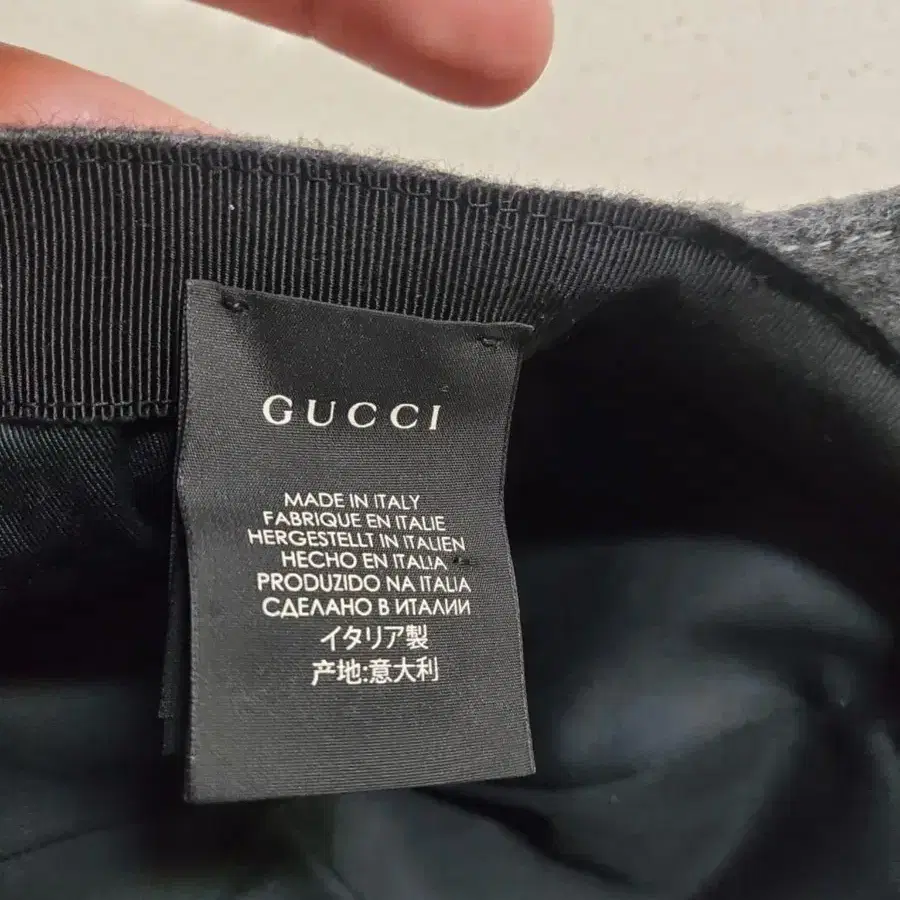 GUCCI
MADE IN ITALY
FABRIQUE EN ITALIE
HERGESTELLT IN ITALIEN
HECHO EN ITALIA
PRODUZIDO NA ITALIA
СДЕЛАНО В ИТАЛИИ
イタリア製
产地:意大利